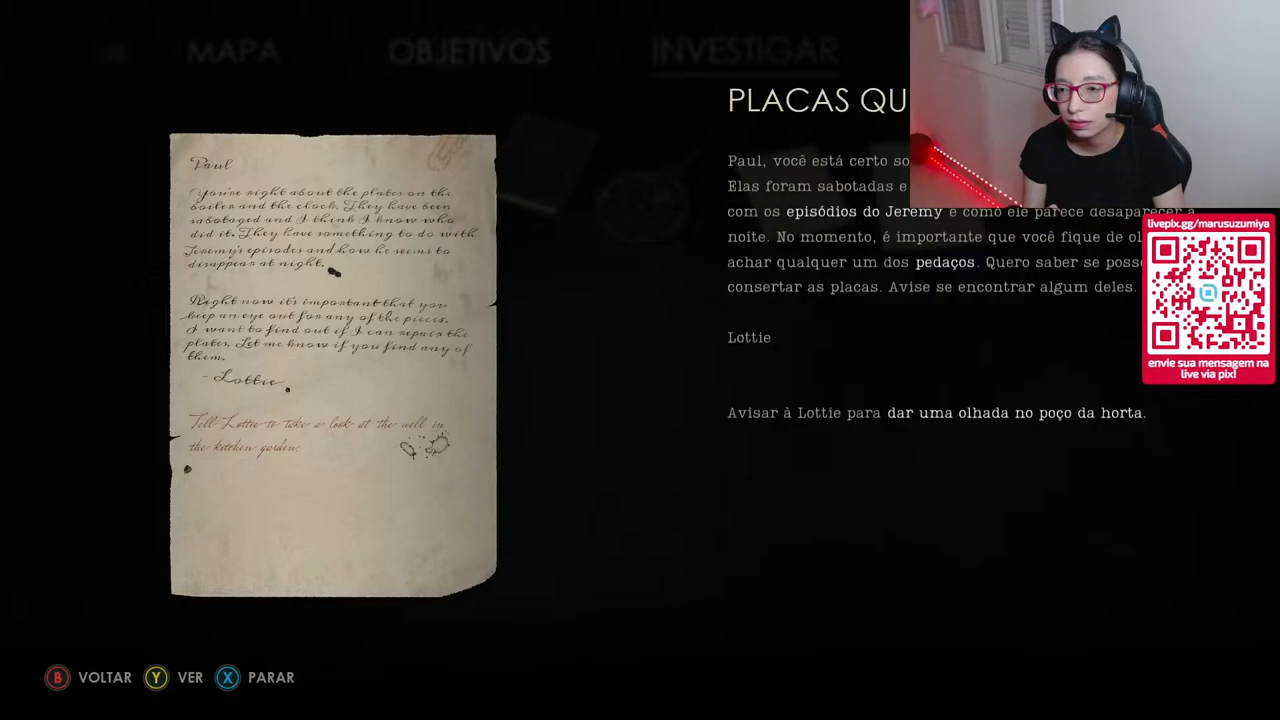 MAPA
OBJETIVOS
INVESTIGAR
PLACAS QU
Paul
You're right about the plates on the
boiler and the clock. They have been
sabotaged and I think I know who
did it. They have something to do with
Jeremy's episodes and how he seems to
disappear at night.
Right now it's important that you
keep an eye out for any of the pieces.
I want to find out if I can repair the
plates. Let me know if you find any of
them.
- Lottie
Tell Lottie to take a look at the well in
the kitchen garden.
Paul, você está certo so
Elas foram sabotadas e
com os episódios do Jeremy e como ele parece desaparecer à
noite. No momento, é importante que você fique de ol
achar qualquer um dos pedaços. Quero saber se posso
consertar as placas. Avise se encontrar algum deles.
Lottie
Avisar à Lottie para dar uma olhada no poço da horta.
livepix.gg/marusuzumiya
envie sua mensagem na
live via pix!
B VOLTAR Y VER X PARAR